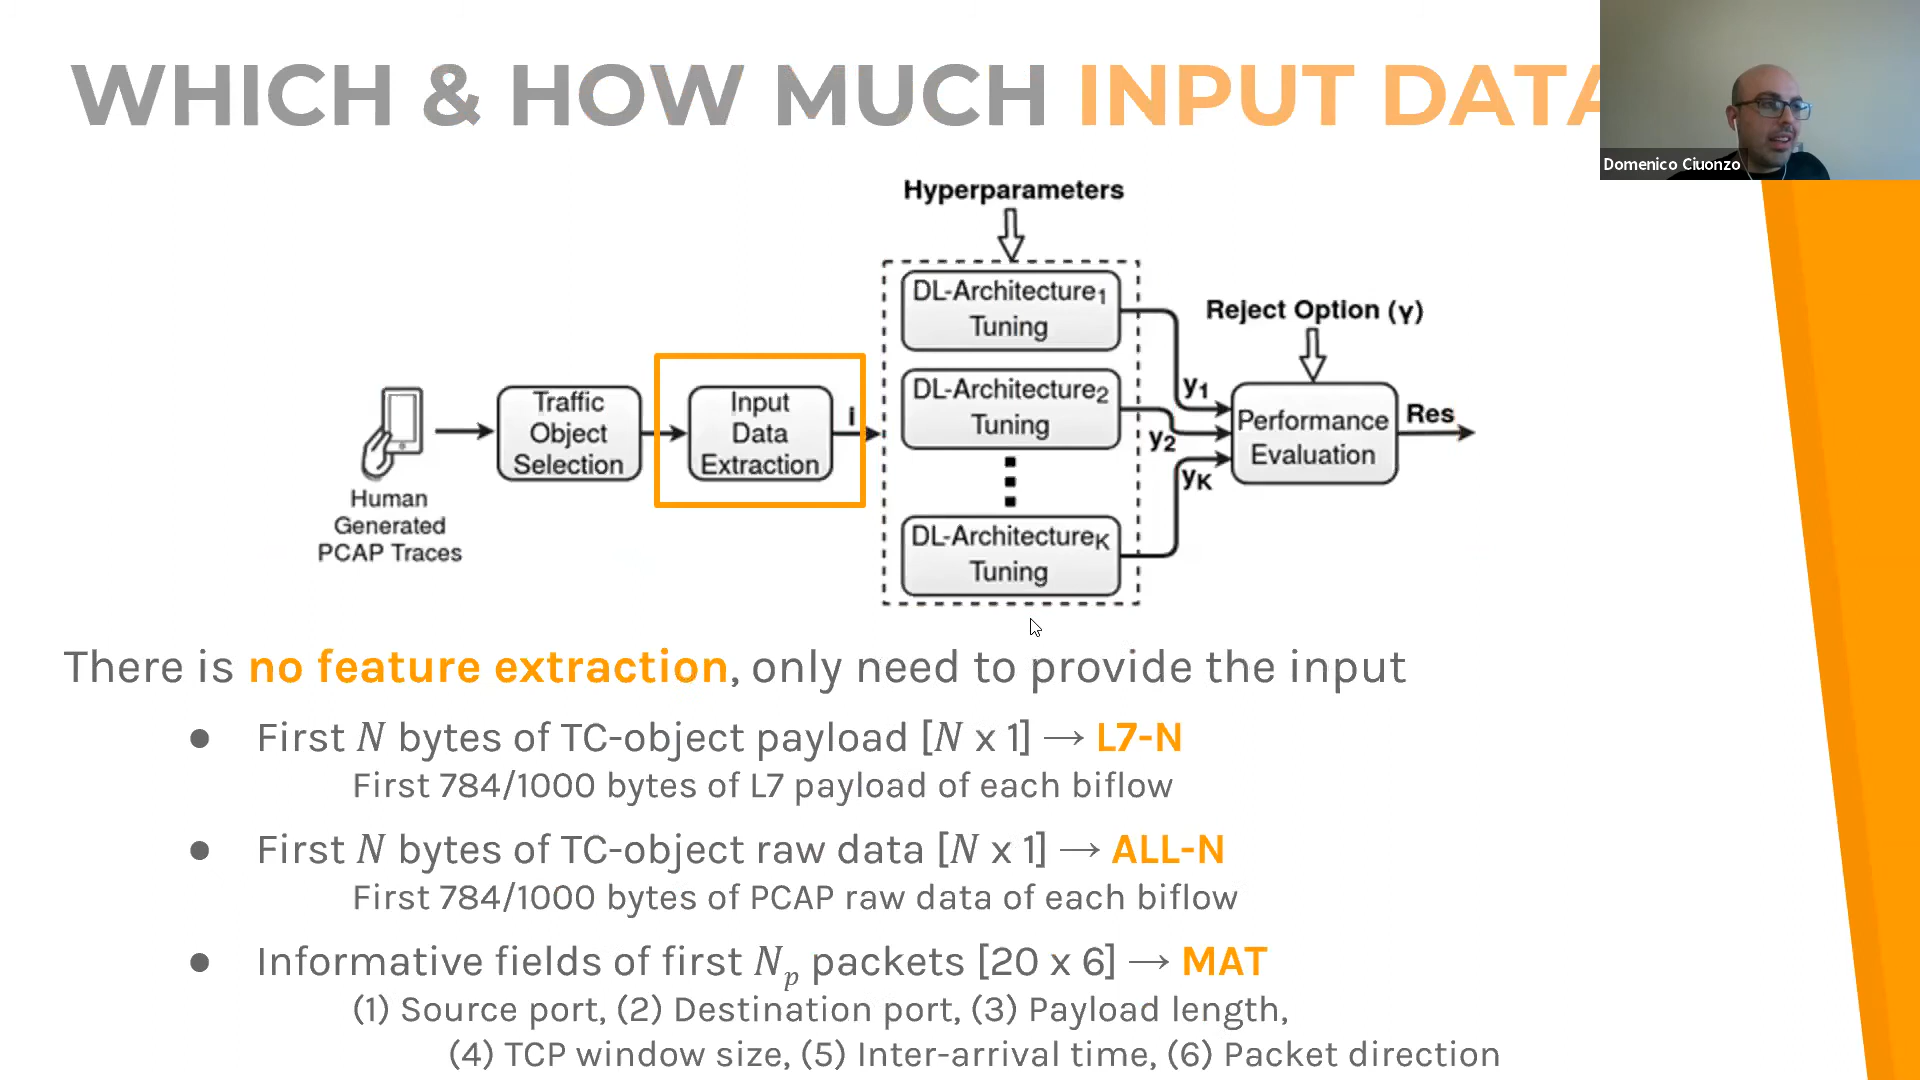 WHICH & HOW MUCH INPUT DATA
Domenico Ciuonzo
Hyperparameters
DL-Architecture1
Tuning
Reject Option (γ)
DL-Architecture2
Tuning
y1
y2
yK
Traffic
Object
Selection
Input
Data
Extraction
i
Performance
Evaluation
Res
Human
Generated
PCAP Traces
DL-ArchitectureK
Tuning
There is no feature extraction, only need to provide the input
● First N bytes of TC-object payload [N x 1] → L7-N
First 784/1000 bytes of L7 payload of each biflow
● First N bytes of TC-object raw data [N x 1] → ALL-N
First 784/1000 bytes of PCAP raw data of each biflow
● Informative fields of first Np packets [20 x 6] → MAT
(1) Source port, (2) Destination port, (3) Payload length,
(4) TCP window size, (5) Inter-arrival time, (6) Packet direction